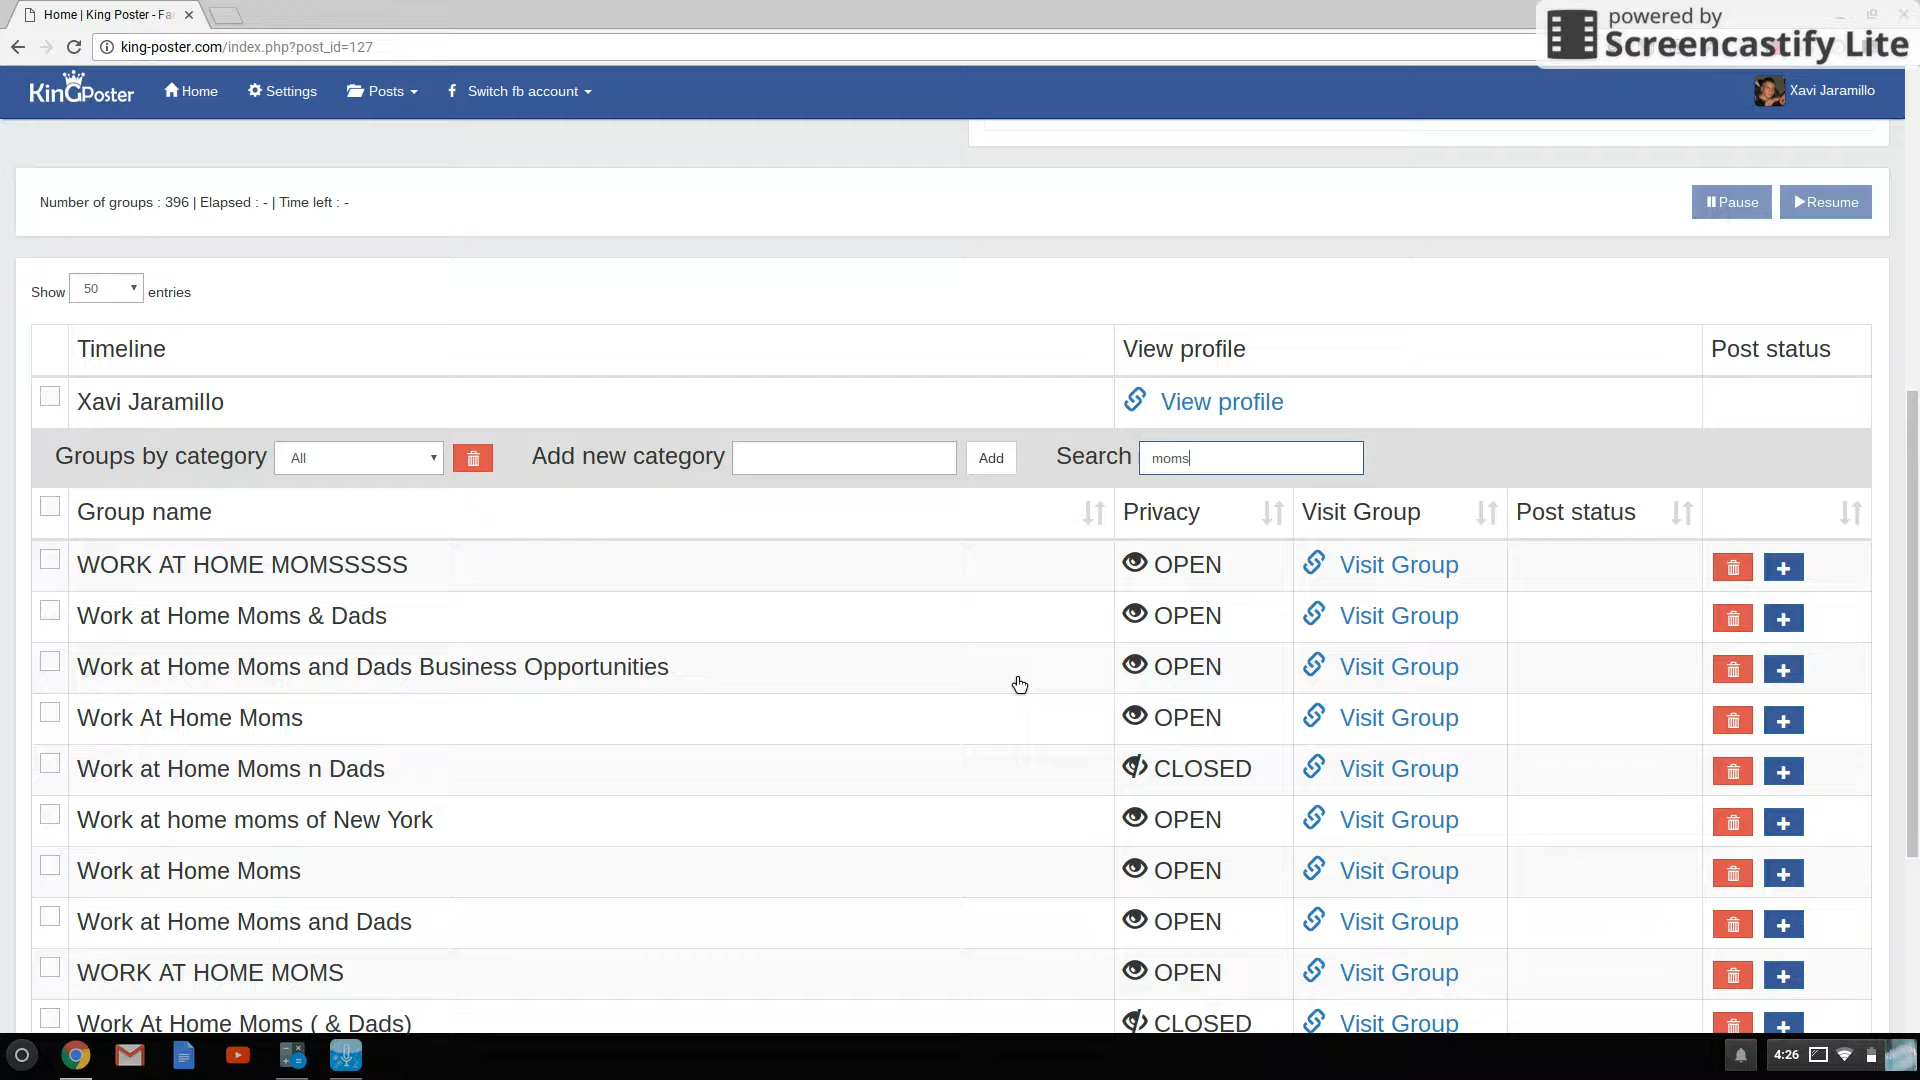 Home | King Poster - Fa
powered by
Screencastify Lite
king-poster.com/index.php?post_id=127
KinGPoster
Home
Settings
Posts
Switch fb account
Xavi Jaramillo
Number of groups : 396 | Elapsed : - | Time left : -
Pause
Resume
Show 50 entries
Timeline View profile Post status
Xavi Jaramillo View profile
Groups by category All Add new category Add Search moms
Group name Privacy Visit Group Post status
WORK AT HOME MOMSSSSS OPEN Visit Group
Work at Home Moms & Dads OPEN Visit Group
Work at Home Moms and Dads Business Opportunities OPEN Visit Group
Work At Home Moms OPEN Visit Group
Work at Home Moms n Dads CLOSED Visit Group
Work at home moms of New York OPEN Visit Group
Work at Home Moms OPEN Visit Group
Work at Home Moms and Dads OPEN Visit Group
WORK AT HOME MOMS OPEN Visit Group
Work At Home Moms ( & Dads) CLOSED Visit Group
4:26